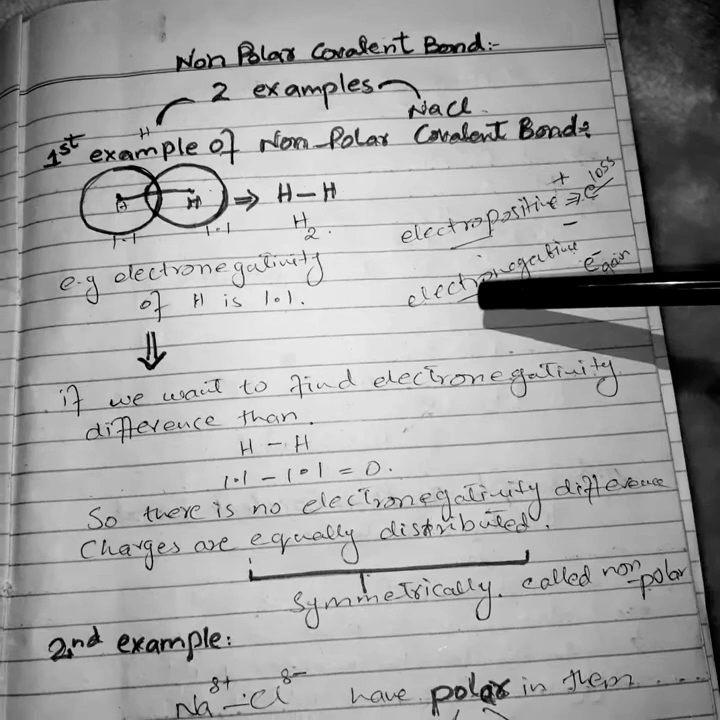 Non Polar Covalent Bond:-
2 examples
H
NaCl.
1st example of Non-Polar Covalent Bond:
H H ⇒ H-H
1.1 1.1
H2.
electropositive + ⇒ e loss
electronegative - e- gain
e.g electronegativity
of H is 1.1.
⇓
if we want to find electronegativity
difference than.
H - H
1.1 - 1.1 = 0.
So there is no electronegativity difference
Charges are equally distributed.
Symmetrically. called non
-polar
2nd example:
Na δ+ - Cl δ- have polar in them....